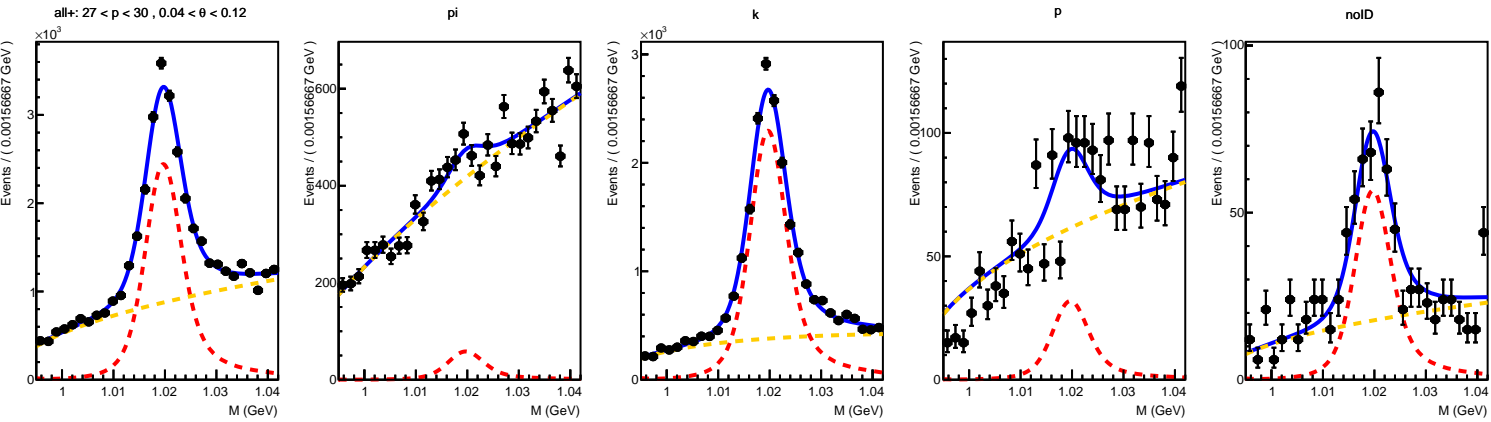 all+: 27 < p < 30 , 0.04 < θ < 0.12
×10³
Events / ( 0.00156667 GeV )
3
2
1
0
1 1.01 1.02 1.03 1.04
M (GeV)
pi
Events / ( 0.00156667 GeV )
600
400
200
0
1 1.01 1.02 1.03 1.04
M (GeV)
k
×10³
Events / ( 0.00156667 GeV )
3
2
1
0
1 1.01 1.02 1.03 1.04
M (GeV)
p
Events / ( 0.00156667 GeV )
100
50
0
1 1.01 1.02 1.03 1.04
M (GeV)
noID
Events / ( 0.00156667 GeV )
100
50
0
1 1.01 1.02 1.03 1.04
M (GeV)